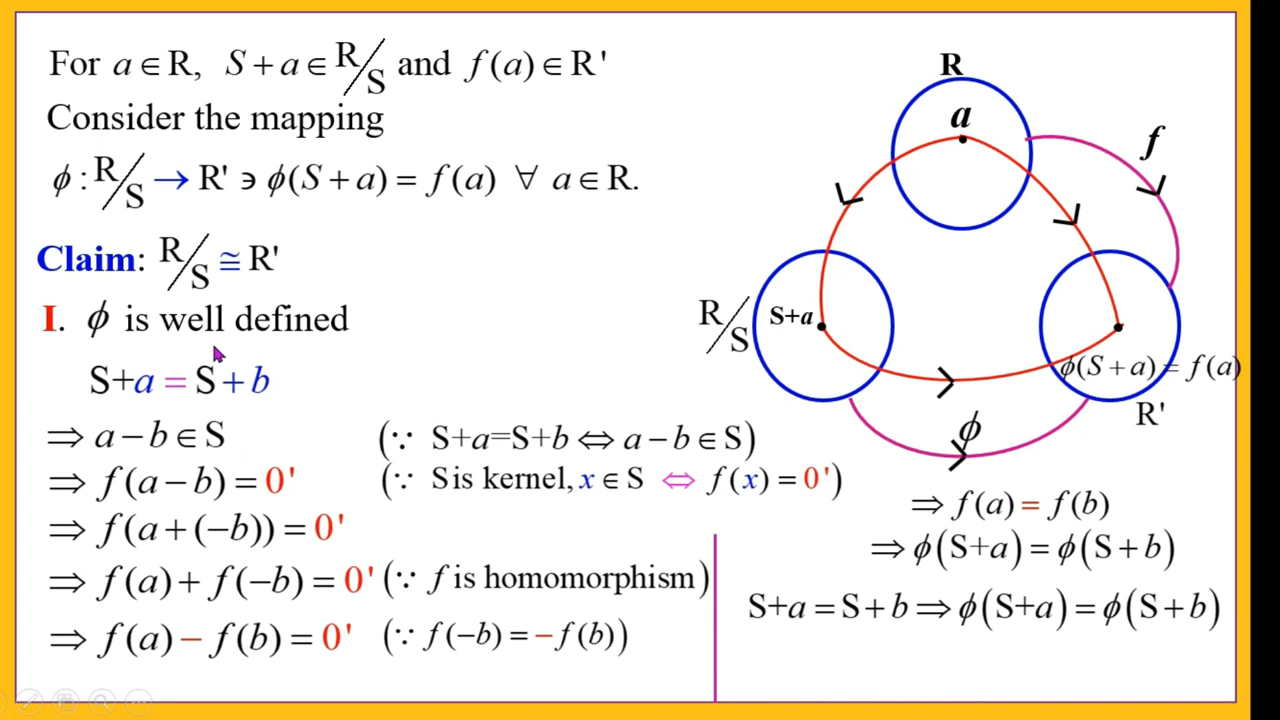 For a ∈ R, S + a ∈ R/S and f(a) ∈ R'
Consider the mapping
ϕ : R/S → R' ∍ ϕ(S + a) = f(a) ∀ a ∈ R.
Claim: R/S ≅ R'
I. ϕ is well defined
S+a = S + b
⇒ a − b ∈ S (∵ S+a=S+b ⇔ a − b ∈ S)
⇒ f(a − b) = 0' (∵ S is kernel, x ∈ S ⇔ f(x) = 0')
⇒ f(a + (−b)) = 0'
⇒ f(a) + f(−b) = 0' (∵ f is homomorphism)
⇒ f(a) − f(b) = 0' (∵ f(−b) = −f(b))
R
a
f
R/S
S+a
ϕ(S + a) = f(a)
R'
ϕ
⇒ f(a) = f(b)
⇒ ϕ(S+a) = ϕ(S + b)
S+a = S + b ⇒ ϕ(S+a) = ϕ(S + b)